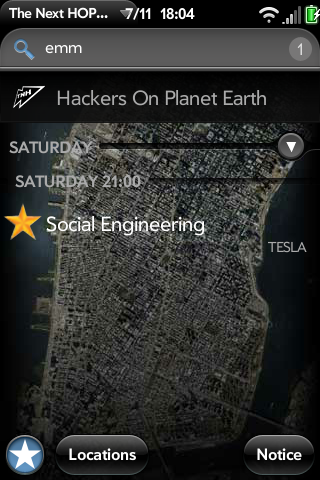 The Next HOP... 7/11 18:04
emm
1
TNH
Hackers On Planet Earth
SATURDAY
SATURDAY 21:00
Social Engineering
TESLA
Locations
Notice